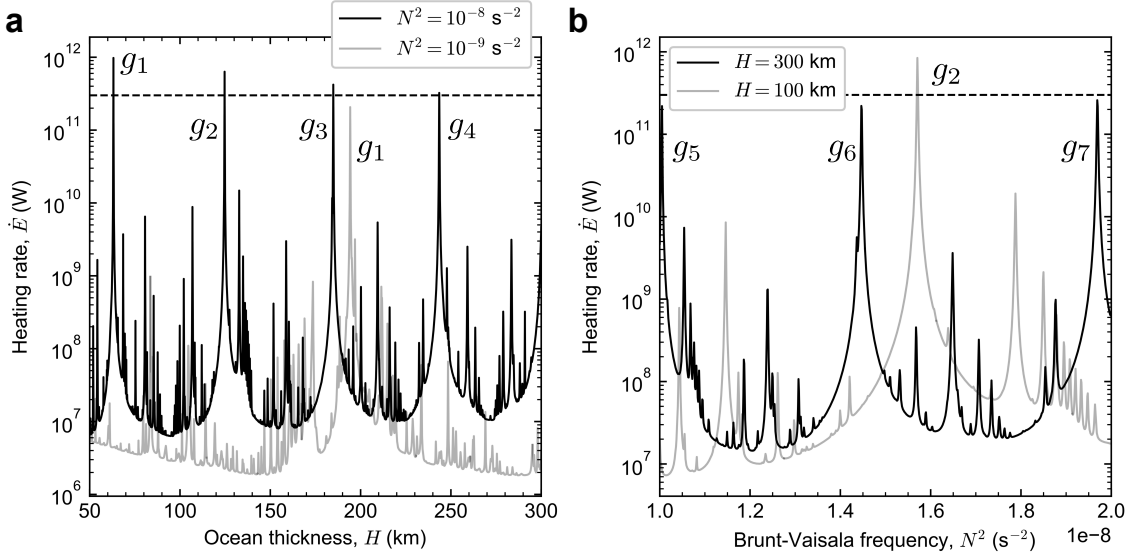 a
N² = 10⁻⁸ s⁻²
N² = 10⁻⁹ s⁻²
10¹²
10¹¹
10¹⁰
10⁹
10⁸
10⁷
10⁶
Heating rate, Ė (W)
g₁
g₂
g₃
g₁
g₄
50
100
150
200
250
300
Ocean thickness, H (km)
b
H = 300 km
H = 100 km
10¹²
10¹¹
10¹⁰
10⁹
10⁸
10⁷
Heating rate, Ė (W)
g₂
g₅
g₆
g₇
1.0
1.2
1.4
1.6
1.8
2.0
1e-8
Brunt-Vaisala frequency, N² (s⁻²)